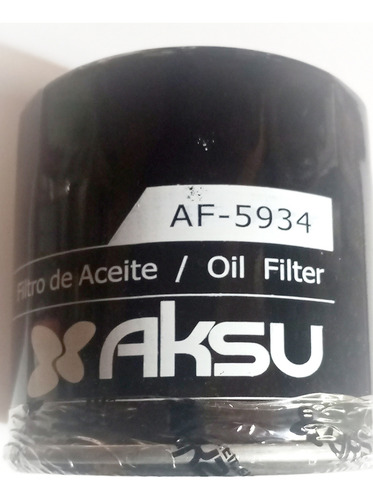 AF-5934
Filtro de Aceite / Oil Filter
AKSU